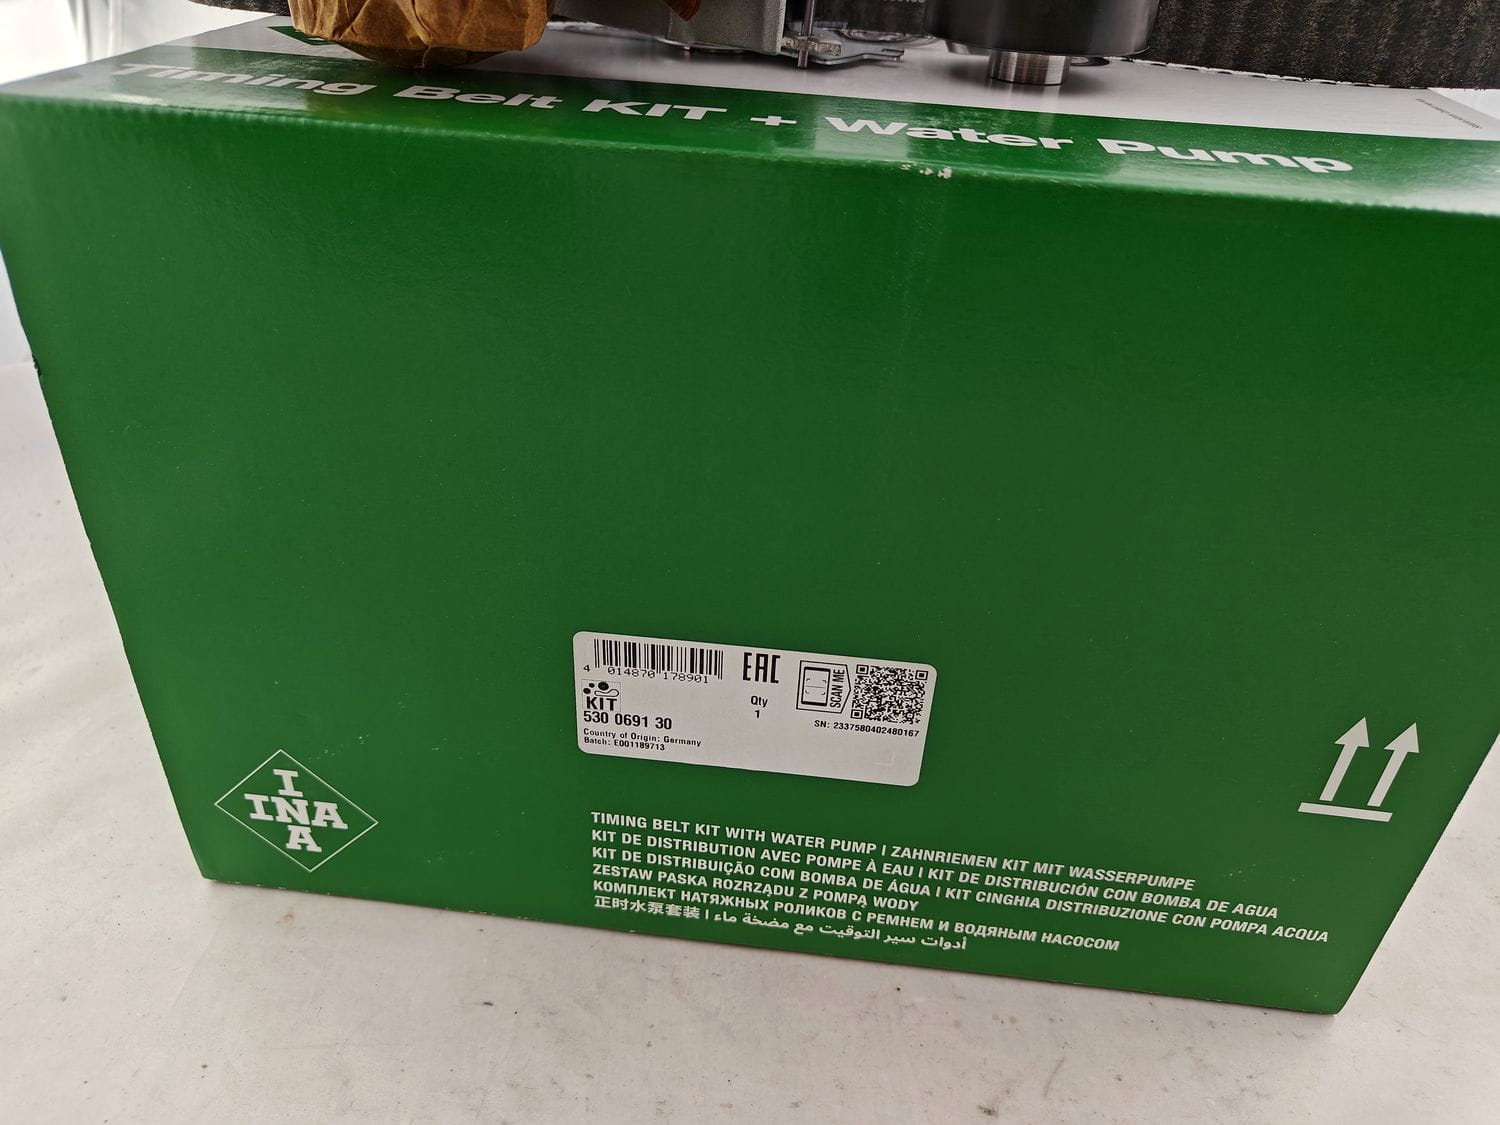 Timing Belt KIT + Water Pump
4 014870 178901
EAC
SCAN ME
KIT
Qty
1
530 0691 30
SN: 2337580402480167
Country of Origin: Germany
Batch: E001189713
I
INA
A
TIMING BELT KIT WITH WATER PUMP | ZAHNRIEMEN KIT MIT WASSERPUMPE
KIT DE DISTRIBUTION AVEC POMPE À EAU | KIT DE DISTRIBUCIÓN CON BOMBA DE AGUA
KIT DE DISTRIBUIÇÃO COM BOMBA DE ÁGUA | KIT CINGHIA DISTRIBUZIONE CON POMPA ACQUA
ZESTAW PASKA ROZRZĄDU Z POMPĄ WODY
КОМПЛЕКТ НАТЯЖНЫХ РОЛИКОВ С РЕМНЕМ И ВОДЯНЫМ НАСОСОМ
正时水泵套装 | أدوات سير التوقيت مع مضخة ماء